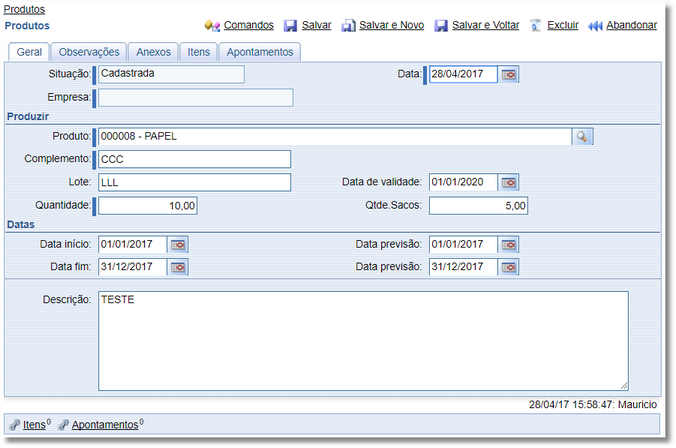 Produtos
Produtos Comandos Salvar Salvar e Novo Salvar e Voltar Excluir Abandonar
Geral Observações Anexos Itens Apontamentos
Situação: Cadastrada Data: 28/04/2017
Empresa:
Produzir
Produto: 000008 - PAPEL
Complemento: CCC
Lote: LLL Data de validade: 01/01/2020
Quantidade: 10,00 Qtde.Sacos: 5,00
Datas
Data início: 01/01/2017 Data previsão: 01/01/2017
Data fim: 31/12/2017 Data previsão: 31/12/2017
Descrição: TESTE
28/04/17 15:58:47: Mauricio
Itens 0 Apontamentos 0